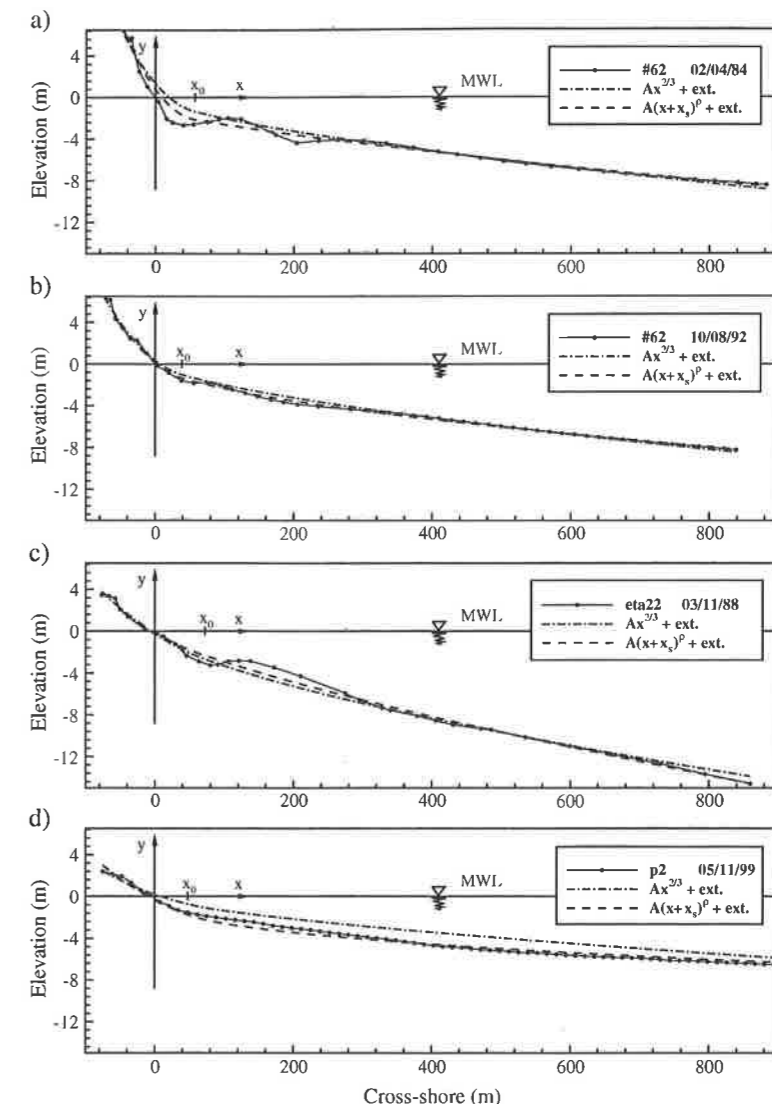 a)
y
x₀ x
MWL
#62 02/04/84
Ax^2/3 + ext.
A(x+xₛ)^ρ + ext.
Elevation (m)
4
0
-4
-8
-12
0 200 400 600 800
b)
y
x₀ x
MWL
#62 10/08/92
Ax^2/3 + ext.
A(x+xₛ)^ρ + ext.
Elevation (m)
4
0
-4
-8
-12
0 200 400 600 800
c)
y
x₀ x
MWL
eta22 03/11/88
Ax^2/3 + ext.
A(x+xₛ)^ρ + ext.
Elevation (m)
4
0
-4
-8
-12
0 200 400 600 800
d)
y
x₀ x
MWL
p2 05/11/99
Ax^2/3 + ext.
A(x+xₛ)^ρ + ext.
Elevation (m)
4
0
-4
-8
-12
0 200 400 600 800
Cross-shore (m)